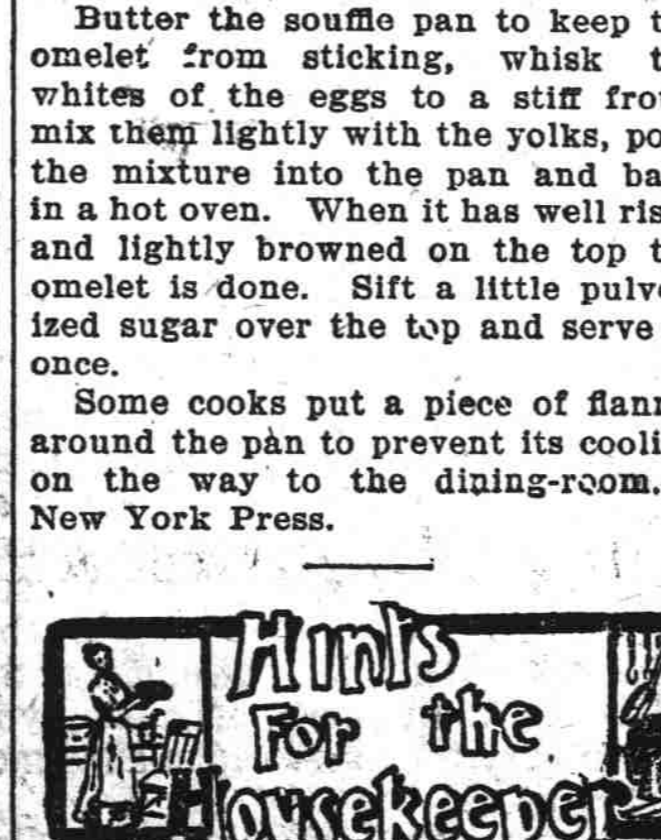 Butter the souffle pan to keep t
omelet from sticking, whisk t
whites of the eggs to a stiff fro
mix them lightly with the yolks, po
the mixture into the pan and ba
in a hot oven. When it has well ris
and lightly browned on the top t
omelet is done. Sift a little pulve
ized sugar over the top and serve
once.
Some cooks put a piece of flann
around the pan to prevent its cooli
on the way to the dining-room.
New York Press.
Hints
For the
Housekeeper